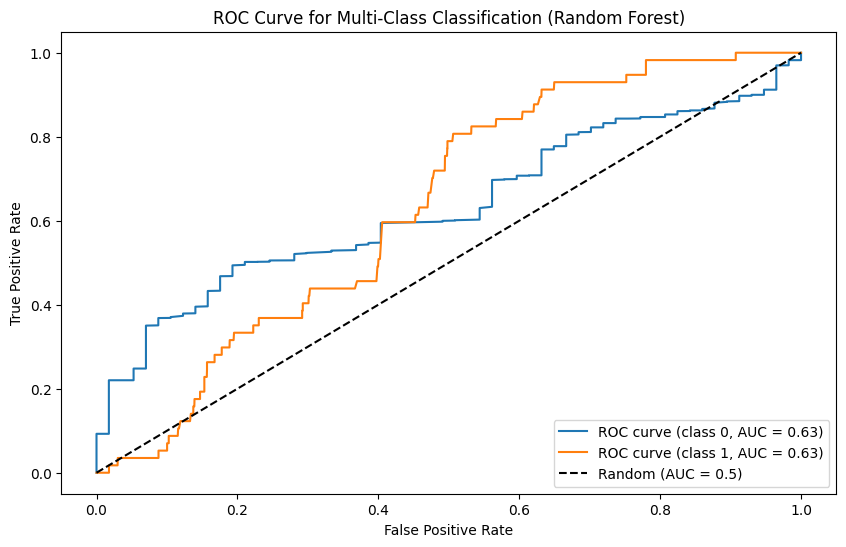 ROC Curve for Multi-Class Classification (Random Forest)
True Positive Rate
1.0
0.8
0.6
0.4
0.2
0.0
ROC curve (class 0, AUC = 0.63)
ROC curve (class 1, AUC = 0.63)
Random (AUC = 0.5)
0.0 0.2 0.4 0.6 0.8 1.0
False Positive Rate